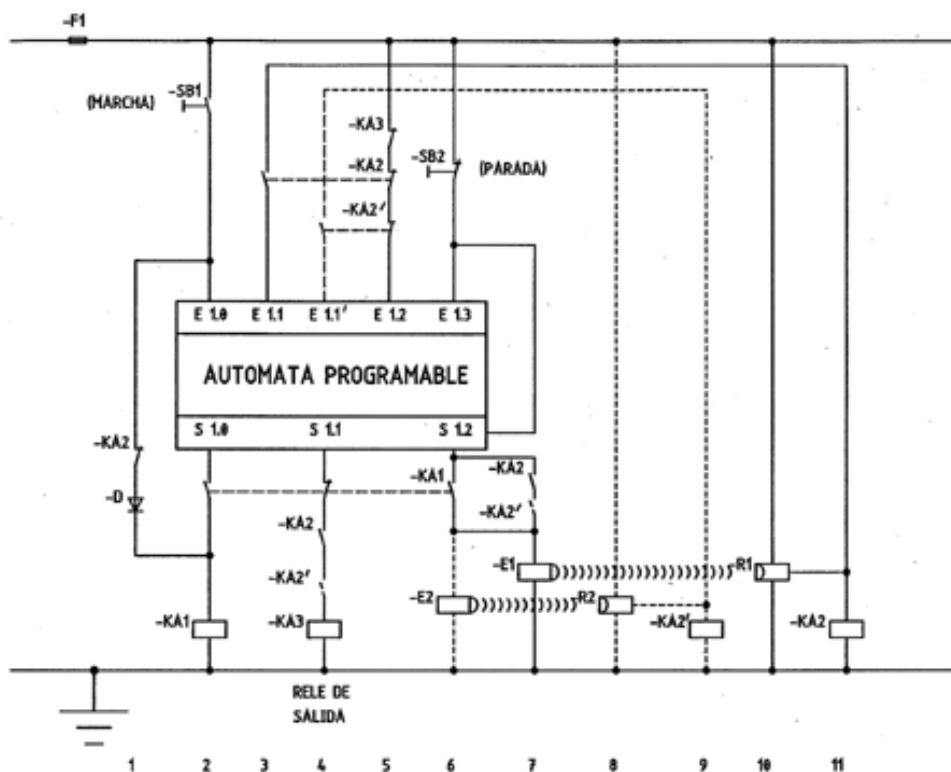 -F1
-SB1
(MARCHA)
-KA3
-KA2
-SB2
(PARADA)
-KA2'
E 1.0 E 1.1 E 1.1' E 1.2 E 1.3
AUTOMATA PROGRAMABLE
S 1.0 S 1.1 S 1.2
-KA2
-KA1
-KA2
-D
-KA2
-KA2'
-KA2'
-E1
-R1
-E2
-R2
-KA1
-KA3
-KA2'
-KA2
RELE DE
SALIDA
1 2 3 4 5 6 7 8 9 10 11